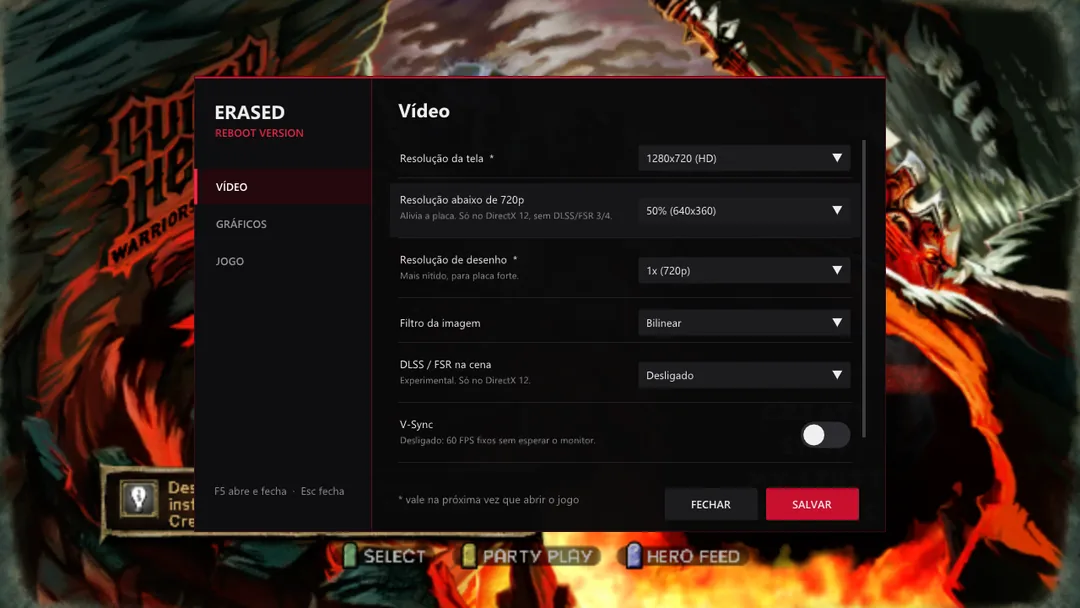 ERASED
REBOOT VERSION
VÍDEO
GRÁFICOS
JOGO
F5 abre e fecha · Esc fecha
Vídeo
Resolução da tela *
1280x720 (HD)
Resolução abaixo de 720p
Alivia a placa. Só no DirectX 12, sem DLSS/FSR 3/4.
50% (640x360)
Resolução de desenho *
Mais nítido, para placa forte.
1x (720p)
Filtro da imagem
Bilinear
DLSS / FSR na cena
Experimental. Só no DirectX 12.
Desligado
V-Sync
Desligado: 60 FPS fixos sem esperar o monitor.
* vale na próxima vez que abrir o jogo
FECHAR
SALVAR
WARRIORS
SELECT
PARTY PLAY
HERO FEED